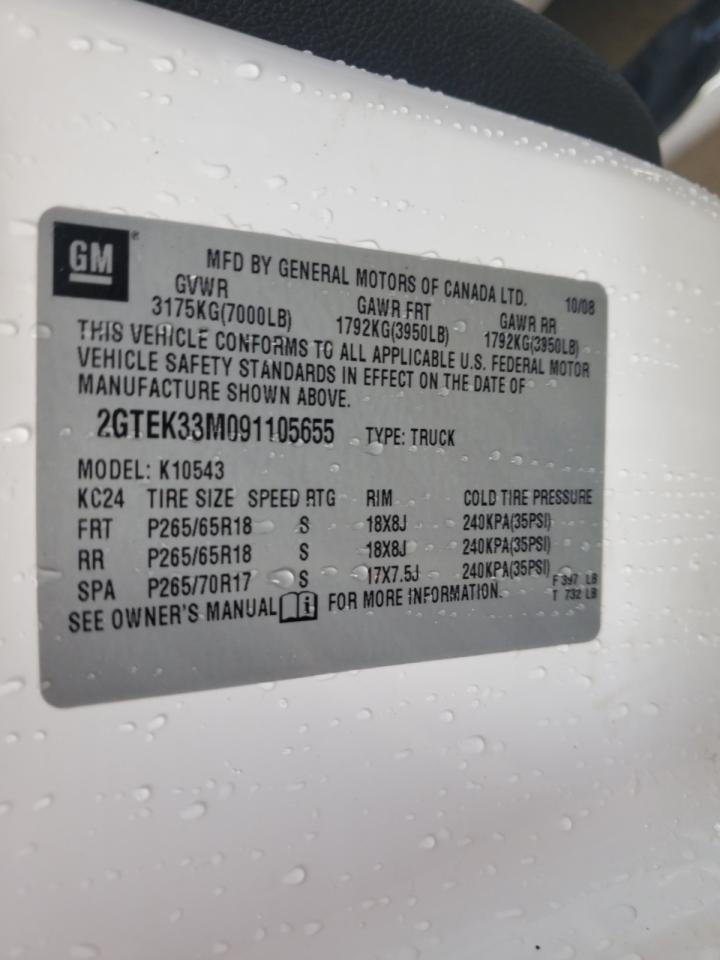 GM
MFD BY GENERAL MOTORS OF CANADA LTD. 10/08
GVWR GAWR FRT GAWR RR
3175KG(7000LB) 1792KG(3950LB) 1792KG(3950LB)
THIS VEHICLE CONFORMS TO ALL APPLICABLE U.S. FEDERAL MOTOR
VEHICLE SAFETY STANDARDS IN EFFECT ON THE DATE OF
MANUFACTURE SHOWN ABOVE.
2GTEK33M091105655 TYPE: TRUCK
MODEL: K10543
KC24 TIRE SIZE SPEED RTG RIM COLD TIRE PRESSURE
FRT P265/65R18 S 18X8J 240KPA(35PSI)
RR P265/65R18 S 18X8J 240KPA(35PSI)
SPA P265/70R17 S 17X7.5J 240KPA(35PSI)
F 397 LB
T 732 LB
SEE OWNER'S MANUAL i FOR MORE INFORMATION.